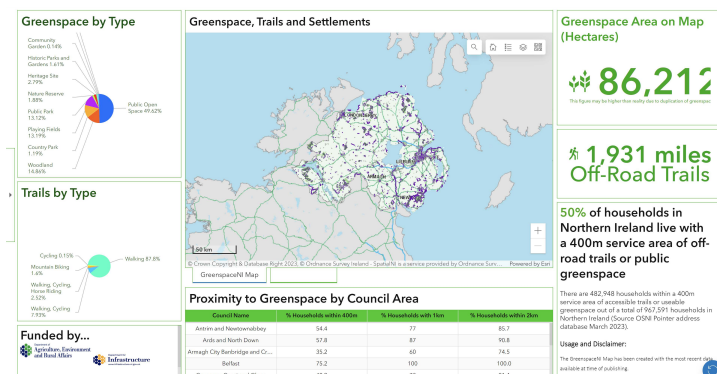 Greenspace by Type
Community
Garden 0.14%
Historic Parks and
Gardens 1.61%
Heritage Site
2.79%
Nature Reserve
1.88%
Public Park
13.12%
Playing Fields
13.19%
Country Park
1.19%
Woodland
14.86%
Public Open
Space 49.62%
Trails by Type
Cycling 0.15%
Mountain Biking
1.6%
Walking, Cycling,
Horse Riding,
2.52%
Walking, Cycling
7.93%
Walking 87.8%
Funded by...
Agriculture, Environment
and Rural Affairs
Infrastructure
Greenspace, Trails and Settlements
50 km
© Crown Copyright & Database Right 2023. © Ordnance Survey Ireland - SpatialNI is a service provided by Ordnance Surv...
Powered by Esri
GreenspaceNI Map
Proximity to Greenspace by Council Area
Council Name % Households within 400m % Households with 1km % Households within 2km
Antrim and Newtownabbey 54.4 77 85.7
Ards and North Down 57.8 87 90.8
Armagh City Banbridge and Cr... 35.2 60 74.5
Belfast 75.2 100 100.0
Greenspace Area on Map
(Hectares)
86,212
This figure may be higher than reality due to duplication of greenspac
1,931 miles
Off-Road Trails
50% of households in
Northern Ireland live with
a 400m service area of off-
road trails or public
greenspace
There are 482,948 households within a 400m
service area of accessible trails or useable
greenspace out of a total of 967,591 households in
Northern Ireland (Source OSNI Pointer address
database March 2023).
Usage and Disclaimer:
The GreenspaceNI Map has been created with the most recent data
available at time of publishing.